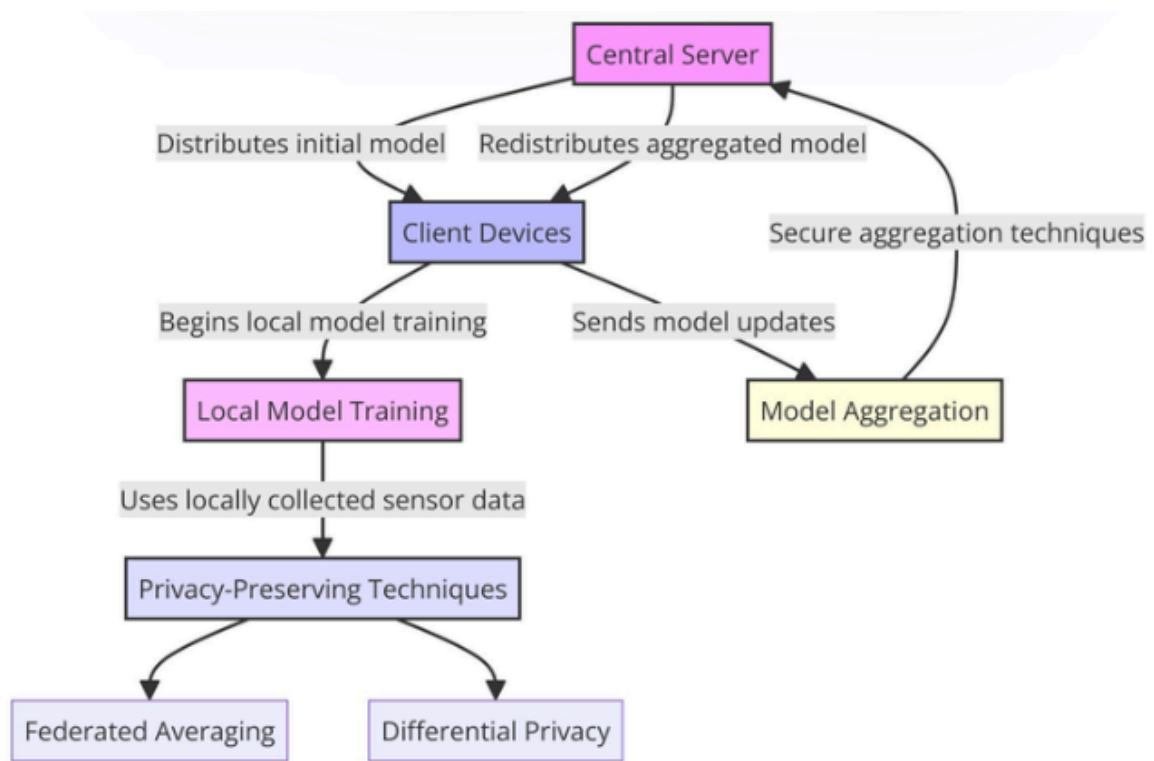 Central Server
Distributes initial model
Redistributes aggregated model
Client Devices
Secure aggregation techniques
Begins local model training
Sends model updates
Local Model Training
Model Aggregation
Uses locally collected sensor data
Privacy-Preserving Techniques
Federated Averaging
Differential Privacy